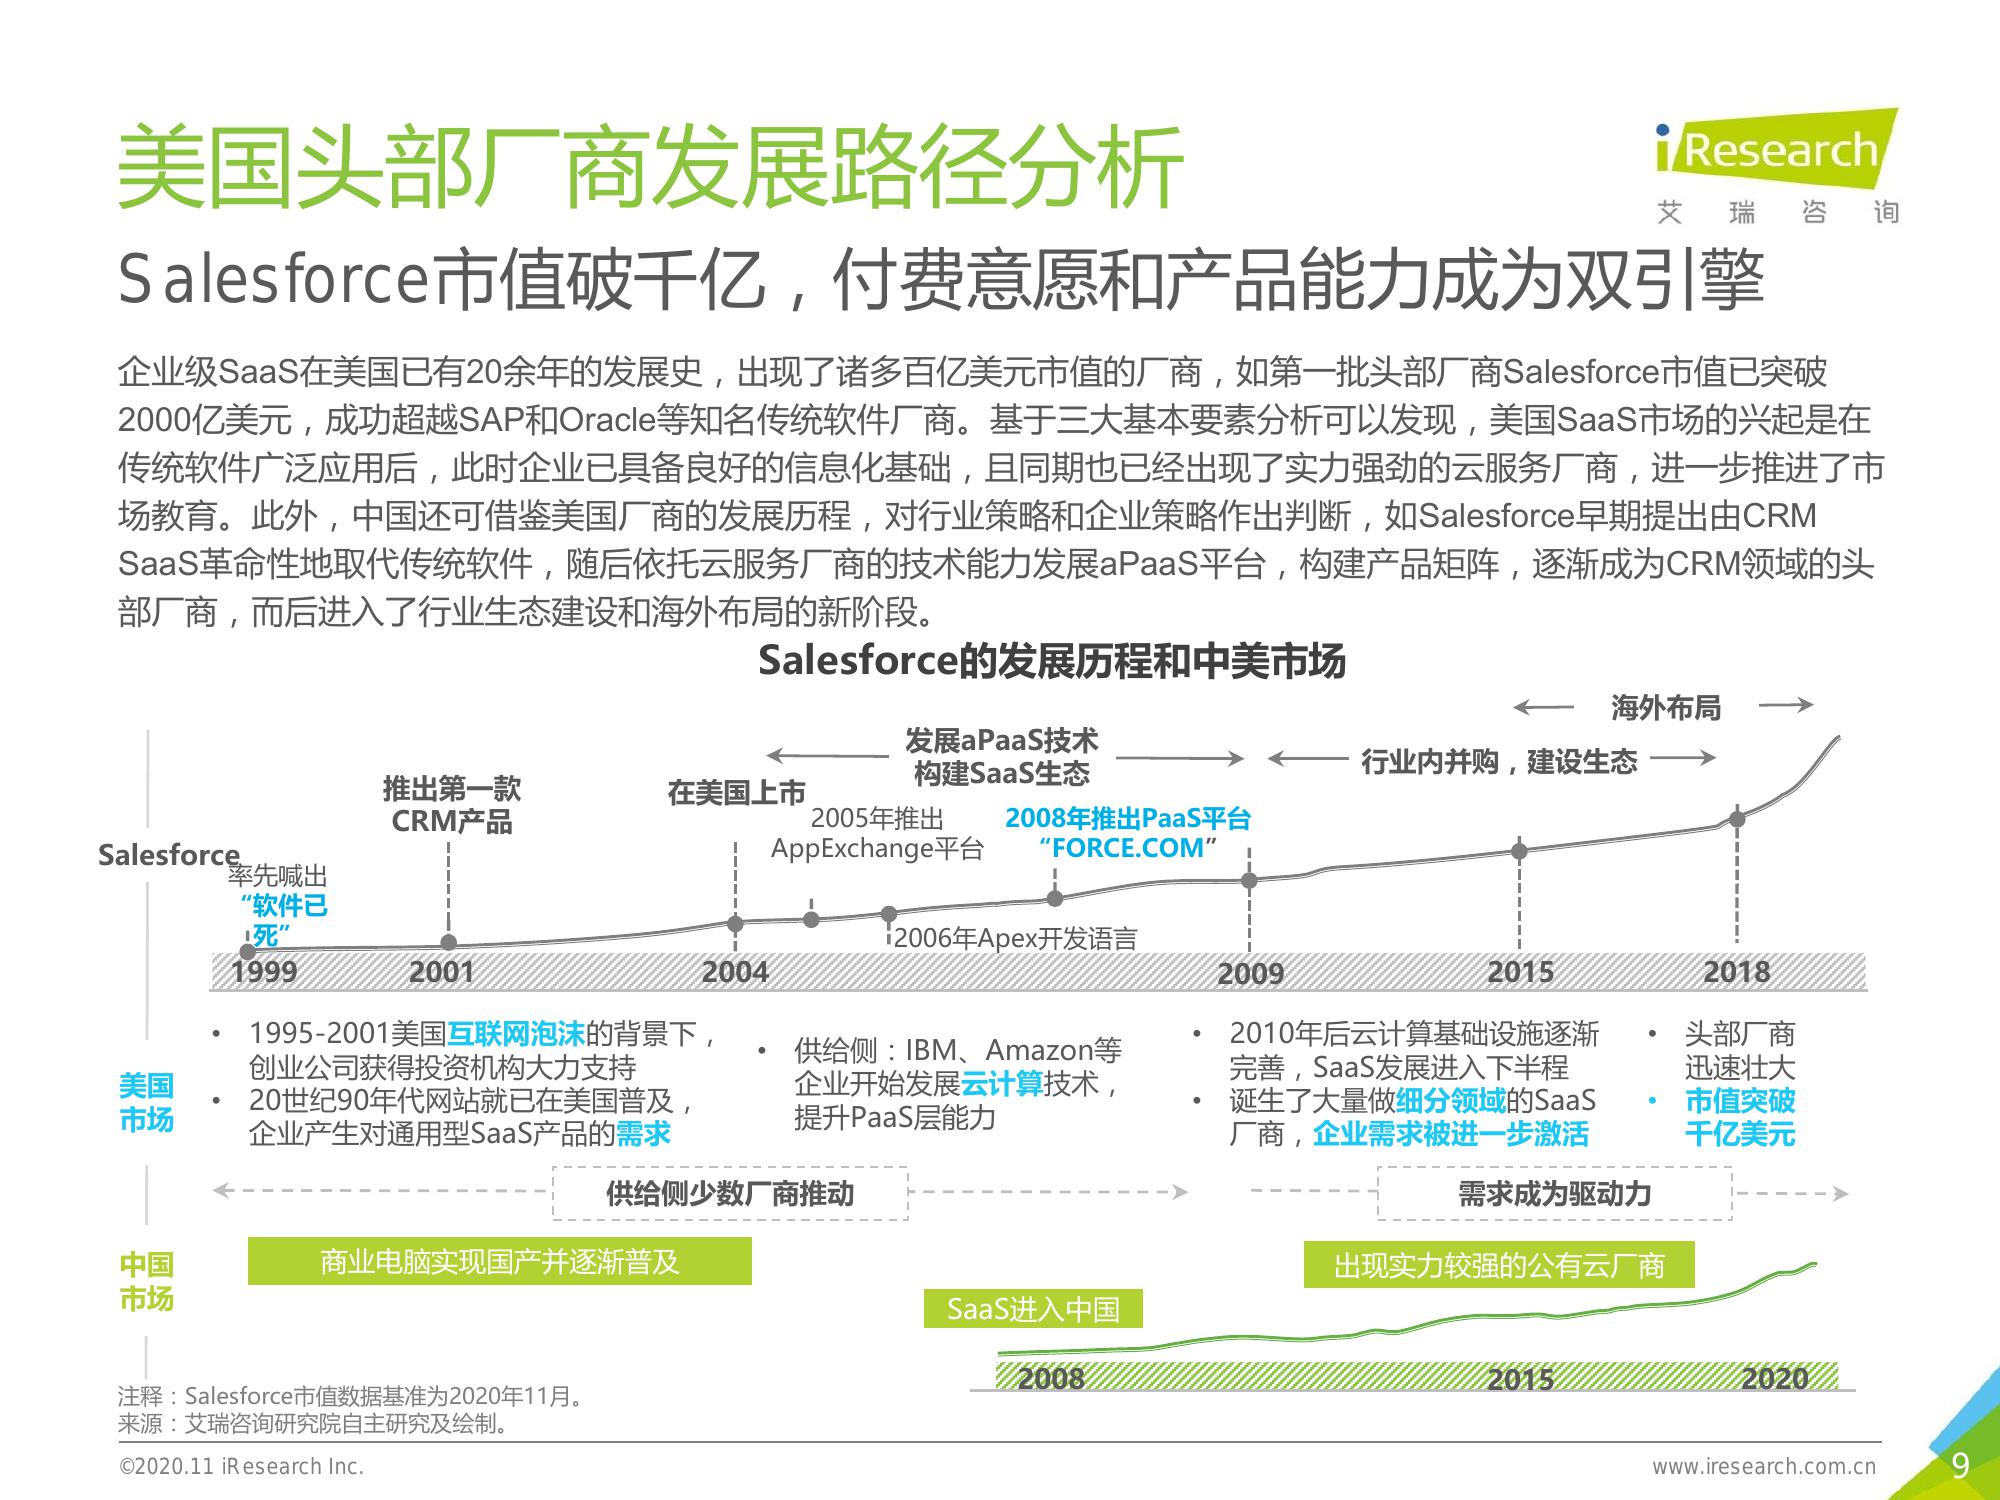 美国头部厂商发展路径分析
iResearch
艾瑞咨询
Salesforce市值破千亿，付费意愿和产品能力成为双引擎
企业级SaaS在美国已有20余年的发展史，出现了诸多百亿美元市值的厂商，如第一批头部厂商Salesforce市值已突破
2000亿美元，成功超越SAP和Oracle等知名传统软件厂商。基于三大基本要素分析可以发现，美国SaaS市场的兴起是在
传统软件广泛应用后，此时企业已具备良好的信息化基础，且同期也已经出现了实力强劲的云服务厂商，进一步推进了市
场教育。此外，中国还可借鉴美国厂商的发展历程，对行业策略和企业策略作出判断，如Salesforce早期提出由CRM
SaaS革命性地取代传统软件，随后依托云服务厂商的技术能力发展aPaaS平台，构建产品矩阵，逐渐成为CRM领域的头
部厂商，而后进入了行业生态建设和海外布局的新阶段。
Salesforce的发展历程和中美市场
海外布局
发展aPaaS技术
构建SaaS生态
行业内并购，建设生态
推出第一款
CRM产品
在美国上市
2005年推出
AppExchange平台
2008年推出PaaS平台
“FORCE.COM”
Salesforce
率先喊出
“软件已
死”
2006年Apex开发语言
1999
2001
2004
2009
2015
2018
美国
市场
• 1995-2001美国互联网泡沫的背景下，
创业公司获得投资机构大力支持
• 20世纪90年代网站就已在美国普及，
企业产生对通用型SaaS产品的需求
• 供给侧：IBM、Amazon等
企业开始发展云计算技术，
提升PaaS层能力
• 2010年后云计算基础设施逐渐
完善，SaaS发展进入下半程
• 诞生了大量做细分领域的SaaS
厂商，企业需求被进一步激活
• 头部厂商
迅速壮大
• 市值突破
千亿美元
供给侧少数厂商推动
需求成为驱动力
中国
市场
商业电脑实现国产并逐渐普及
出现实力较强的公有云厂商
SaaS进入中国
2008
2015
2020
注释：Salesforce市值数据基准为2020年11月。
来源：艾瑞咨询研究院自主研究及绘制。
©2020.11 iResearch Inc.
www.iresearch.com.cn
9